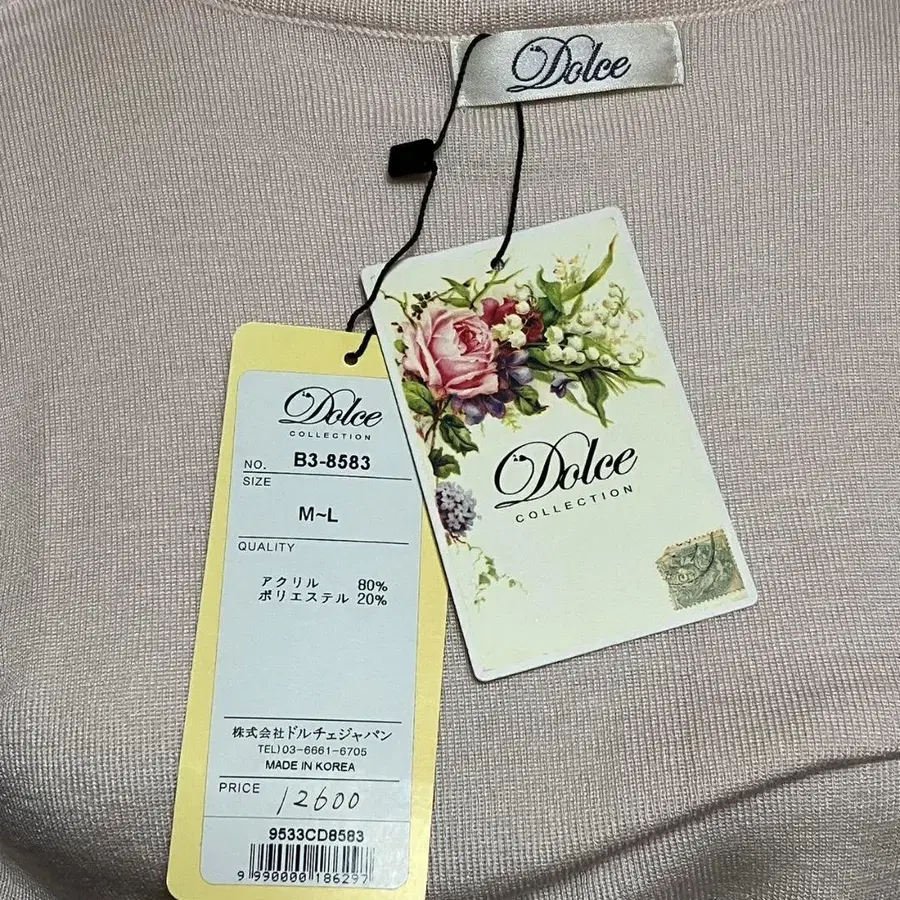 Dolce
Dolce
COLLECTION
NO. B3-8583
SIZE
M~L
QUALITY
アクリル 80%
ポリエステル 20%
株式会社ドルチェジャパン
TEL)03-6661-6705
MADE IN KOREA
PRICE 12600
9533CD8583
9 990000 186297
Dolce
COLLECTION